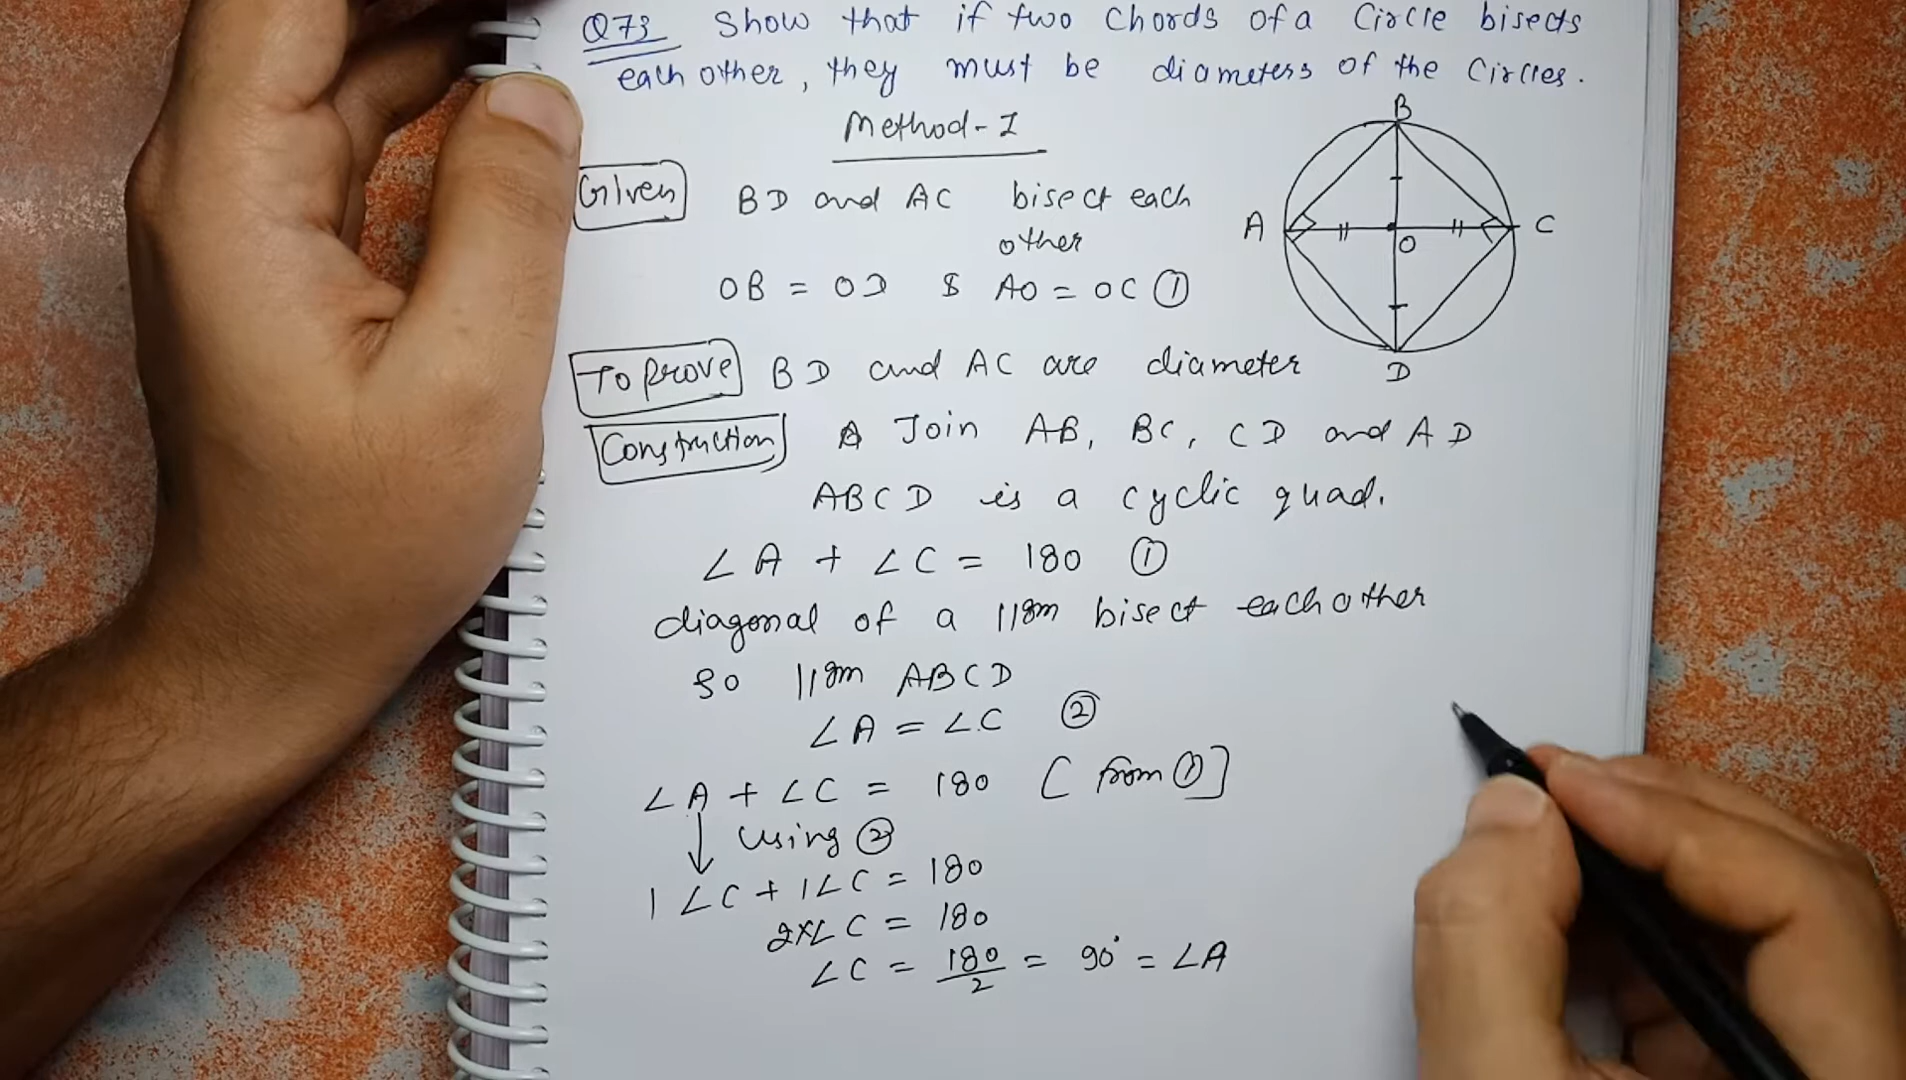 Q73 Show that if two Chords of a Circle bisects
each other, they must be diameters of the Circles.
Method-I
Given BD and AC bisect each
other
OB = OD & AO = OC ①
B
A
O
C
D
To prove BD and AC are diameter
Construction A Join AB, BC, CD and AD
ABCD is a cyclic quad.
∠A + ∠C = 180 ①
diagonal of a ||gm bisect each other
so ||gm ABCD
∠A = ∠C ②
∠A + ∠C = 180 [from ①]
↓ using ②
1∠C + 1∠C = 180
2×∠C = 180
∠C = 180/2 = 90° = ∠A